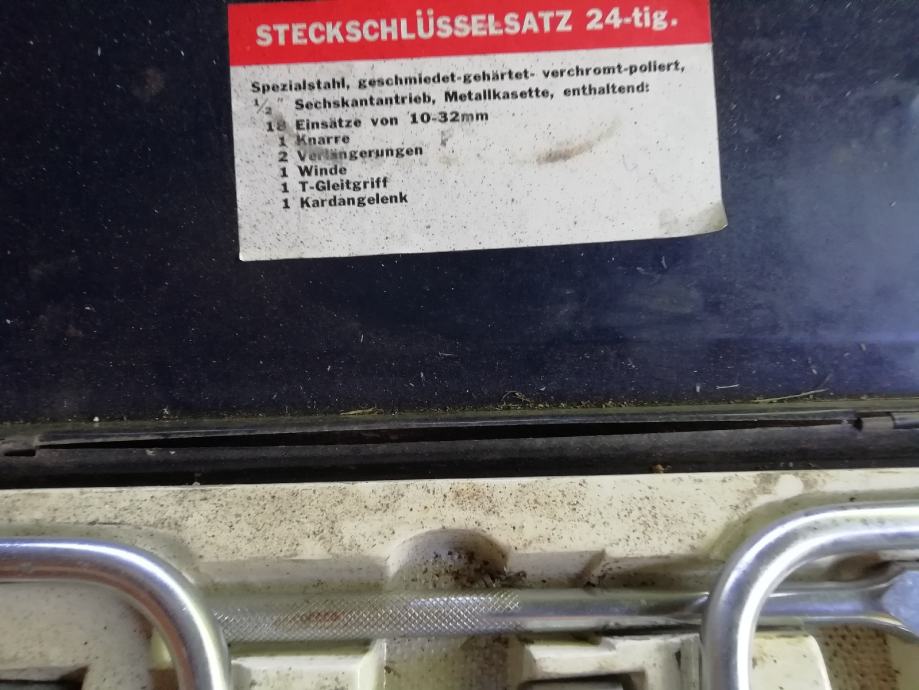 STECKSCHLÜSSELSATZ 24-tig.
Spezialstahl, geschmiedet-gehärtet- verchromt-poliert,
1/2 " Sechskantantrieb, Metallkasette, enthaltend:
18 Einsätze von 10-32mm
1 Knarre
2 Verlängerungen
1 Winde
1 T-Gleitgriff
1 Kardangelenk